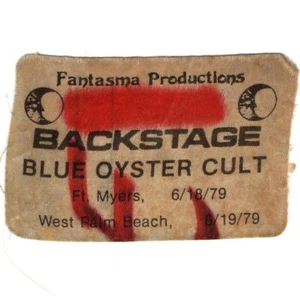 Fantasma Productions
BACKSTAGE
BLUE OYSTER CULT
Ft. Myers, 6/18/79
West Palm Beach, 6/19/79